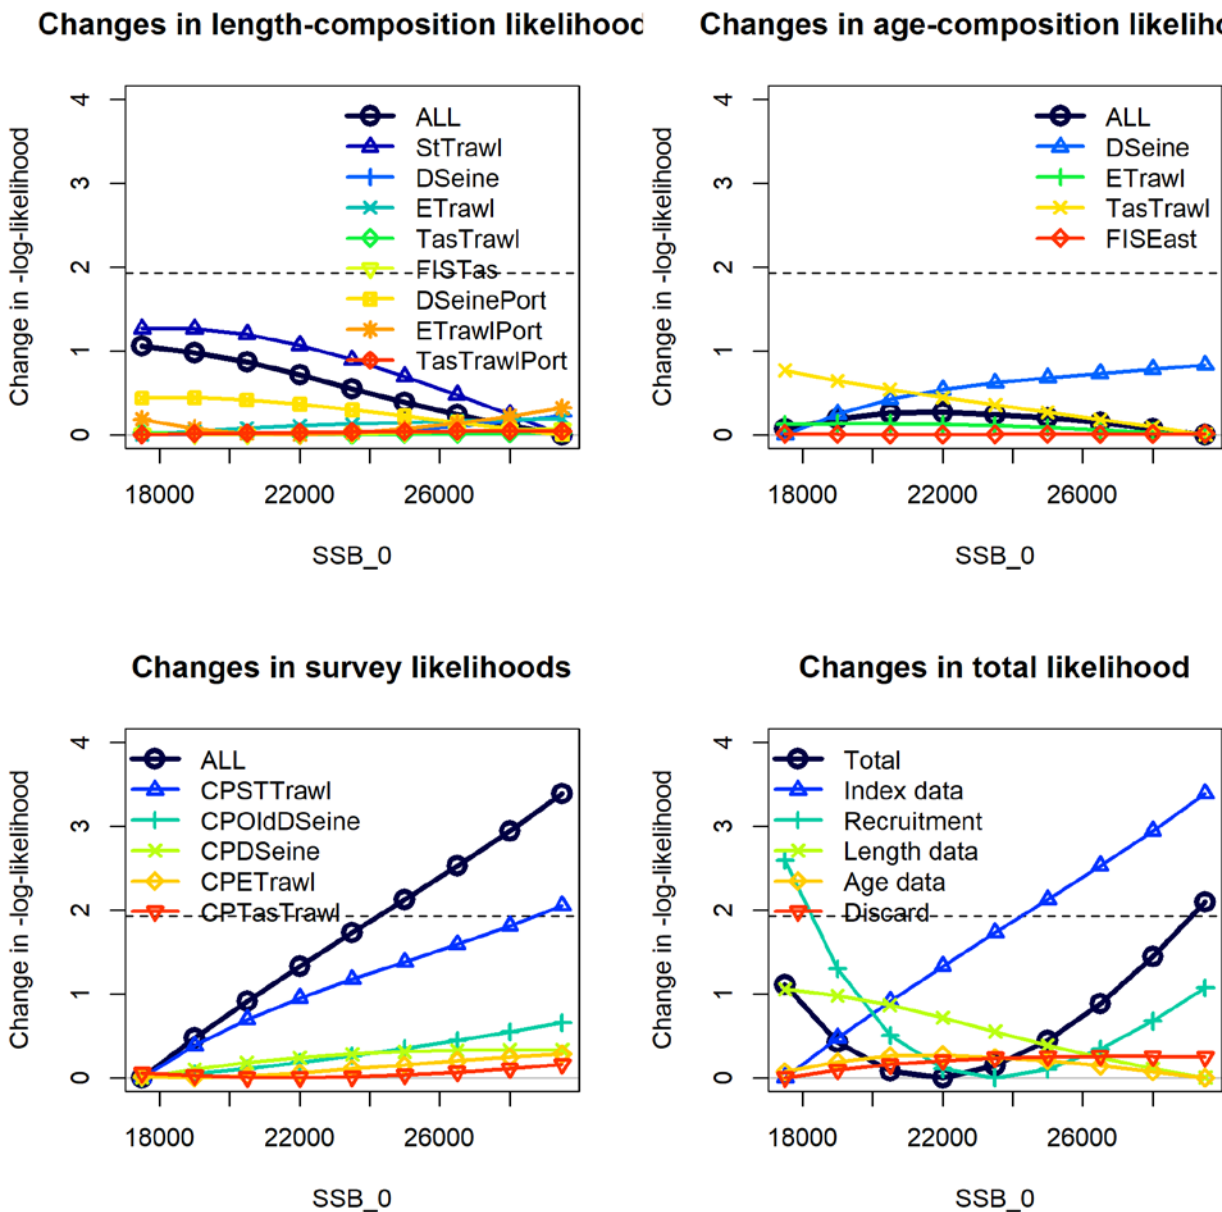 Changes in length-composition likelihood
4
3
2
1
0
Change in -log-likelihood
ALL
StTrawl
DSeine
ETrawl
TasTrawl
FISTas
DSeinePort
ETrawlPort
TasTrawlPort
18000
22000
26000
SSB_0
Changes in age-composition likeliho
4
3
2
1
0
Change in -log-likelihood
ALL
DSeine
ETrawl
TasTrawl
FISEast
18000
22000
26000
SSB_0
Changes in survey likelihoods
4
3
2
1
0
Change in -log-likelihood
ALL
CPSTTrawl
CPOldDSeine
CPDSeine
CPETrawl
CPTasTrawl
18000
22000
26000
SSB_0
Changes in total likelihood
4
3
2
1
0
Change in -log-likelihood
Total
Index data
Recruitment
Length data
Age data
Discard
18000
22000
26000
SSB_0